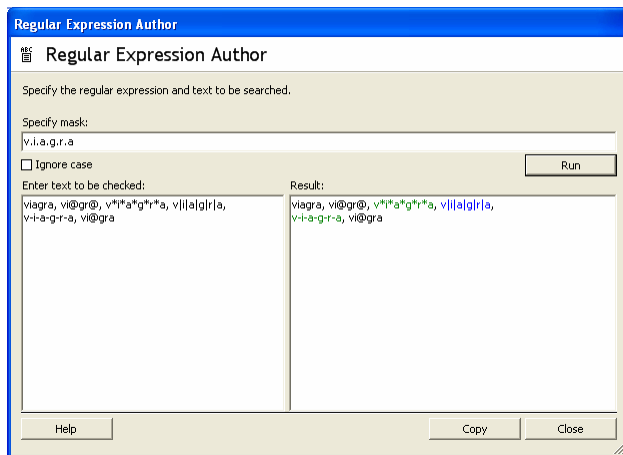 Regular Expression Author
ABC
Regular Expression Author
Specify the regular expression and text to be searched.
Specify mask:
v.i.a.g.r.a
Ignore case
Run
Enter text to be checked:
Result:
viagra, vi@gr@, v*i*a*g*r*a, v|i|a|g|r|a,
v-i-a-g-r-a, vi@gra
viagra, vi@gr@, v*i*a*g*r*a, v|i|a|g|r|a,
v-i-a-g-r-a, vi@gra
Help
Copy
Close